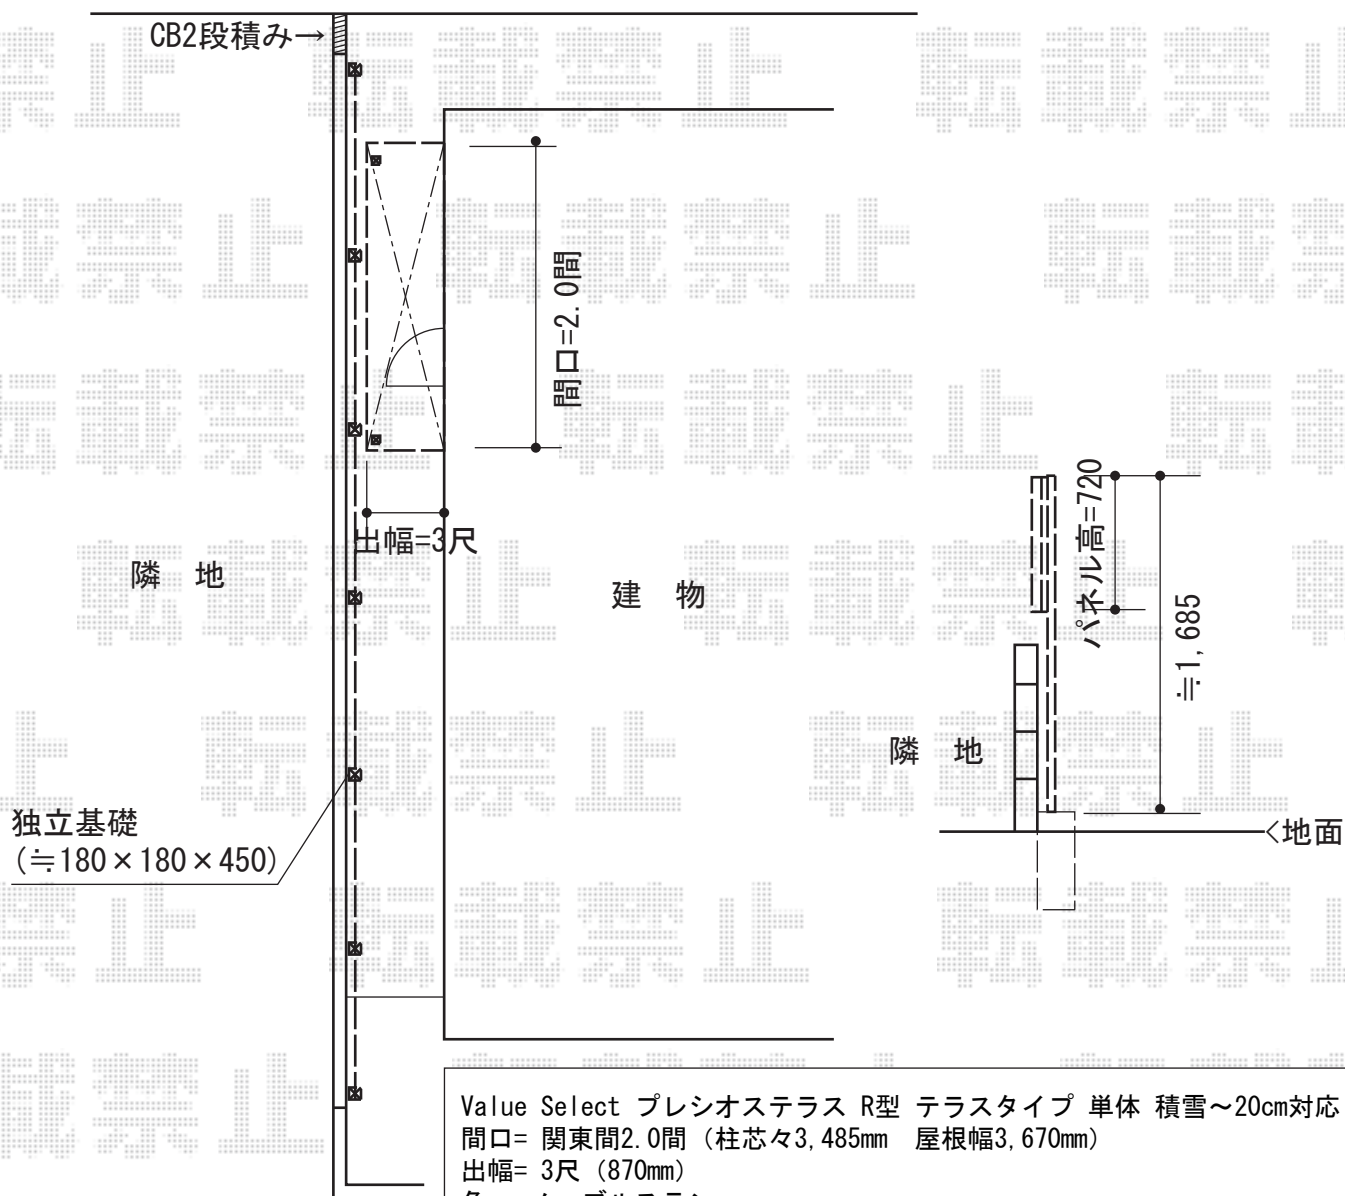 CB2段積み→
間口=2.0間
出幅=3尺
隣　地
建　物
パネル高=720
≒1,685
隣　地
<地面
独立基礎
(≒180×180×450)
Value Select プレシオステラス R型 テラスタイプ 単体 積雪～20cm対応
間口= 関東間2.0間（柱芯々3,485mm　屋根幅3,670mm）
出幅= 3尺（870mm）
転載禁止